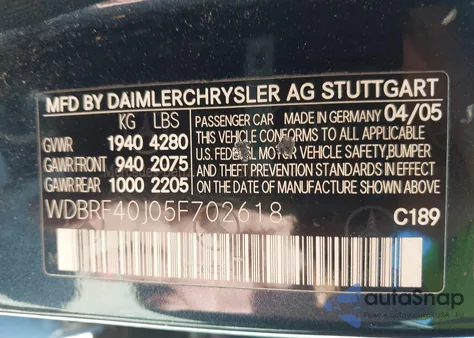 MFD BY DAIMLERCHRYSLER AG STUTTGART
KG LBS
GVWR 1940 4280
GAWR FRONT 940 2075
GAWR REAR 1000 2205
PASSENGER CAR MADE IN GERMANY 04/05
THIS VEHICLE CONFORMS TO ALL APPLICABLE
U.S. FEDERAL MOTOR VEHICLE SAFETY, BUMPER
AND THEFT PREVENTION STANDARDS IN EFFECT
ON THE DATE OF MANUFACTURE SHOWN ABOVE
WDBRF40J05F702618
C189
autoSnap